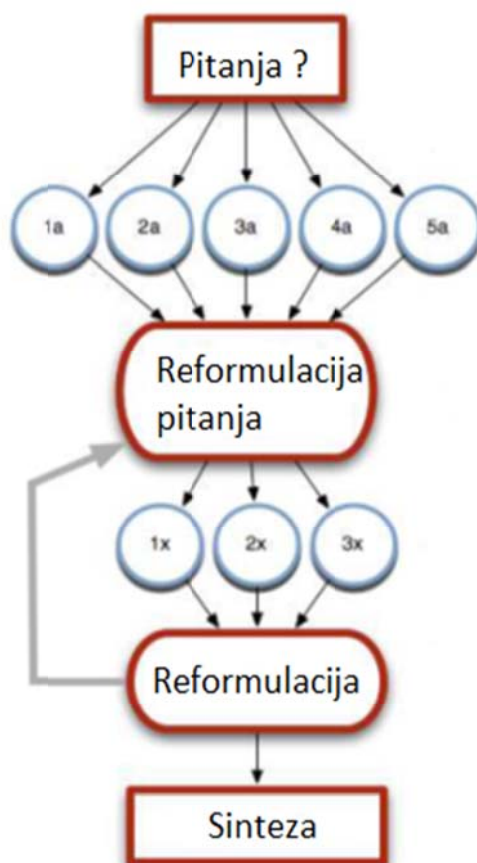 Pitanja ?
1a 2a 3a 4a 5a
Reformulacija
pitanja
1x 2x 3x
Reformulacija
Sinteza